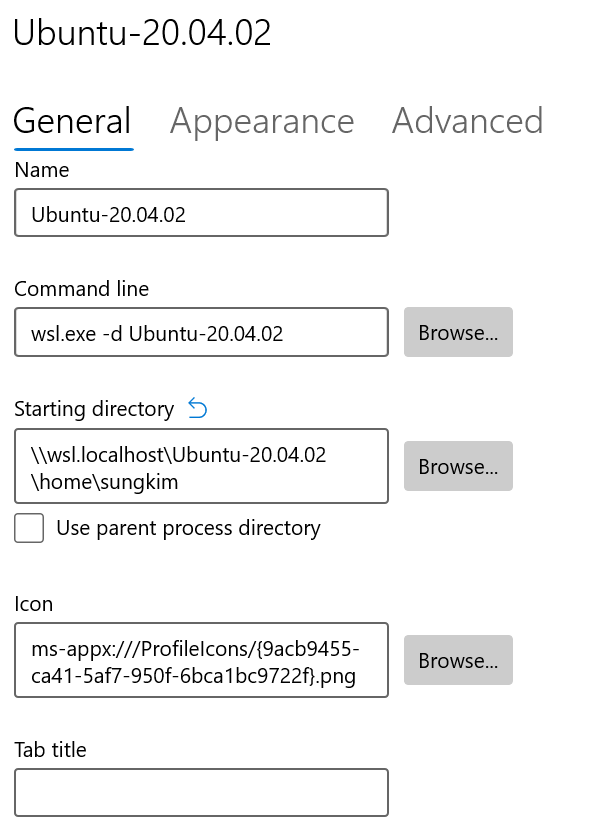 Ubuntu-20.04.02
General Appearance Advanced
Name
Ubuntu-20.04.02
Command line
wsl.exe -d Ubuntu-20.04.02
Browse...
Starting directory
\\wsl.localhost\Ubuntu-20.04.02
\home\sungkim
Browse...
Use parent process directory
Icon
ms-appx:///ProfileIcons/{9acb9455-
ca41-5af7-950f-6bca1bc9722f}.png
Browse...
Tab title